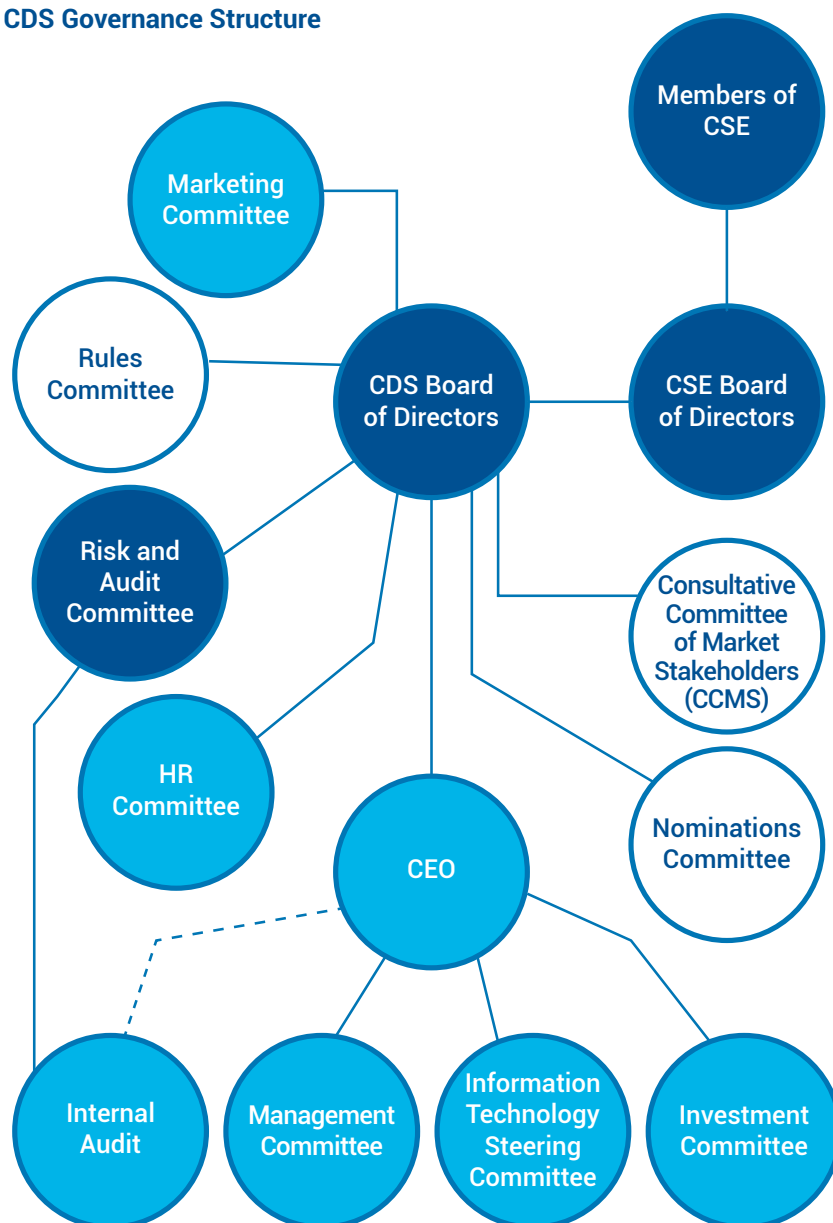 CDS Governance Structure
Members of
CSE
Marketing
Committee
Rules
Committee
CDS Board
of Directors
CSE Board
of Directors
Risk and
Audit
Committee
Consultative
Committee
of Market
Stakeholders
(CCMS)
HR
Committee
Nominations
Committee
CEO
Internal
Audit
Management
Committee
Information
Technology
Steering
Committee
Investment
Committee